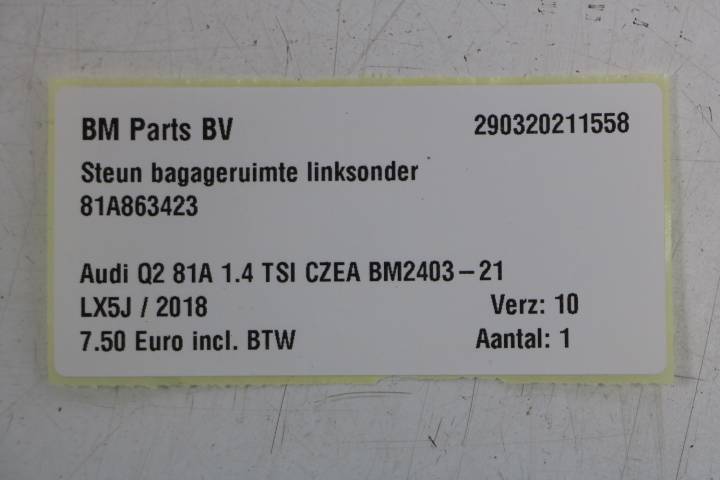 BM Parts BV 290320211558
Steun bagageruimte linksonder
81A863423
Audi Q2 81A 1.4 TSI CZEA BM2403-21
LX5J / 2018 Verz: 10
7.50 Euro incl. BTW Aantal: 1